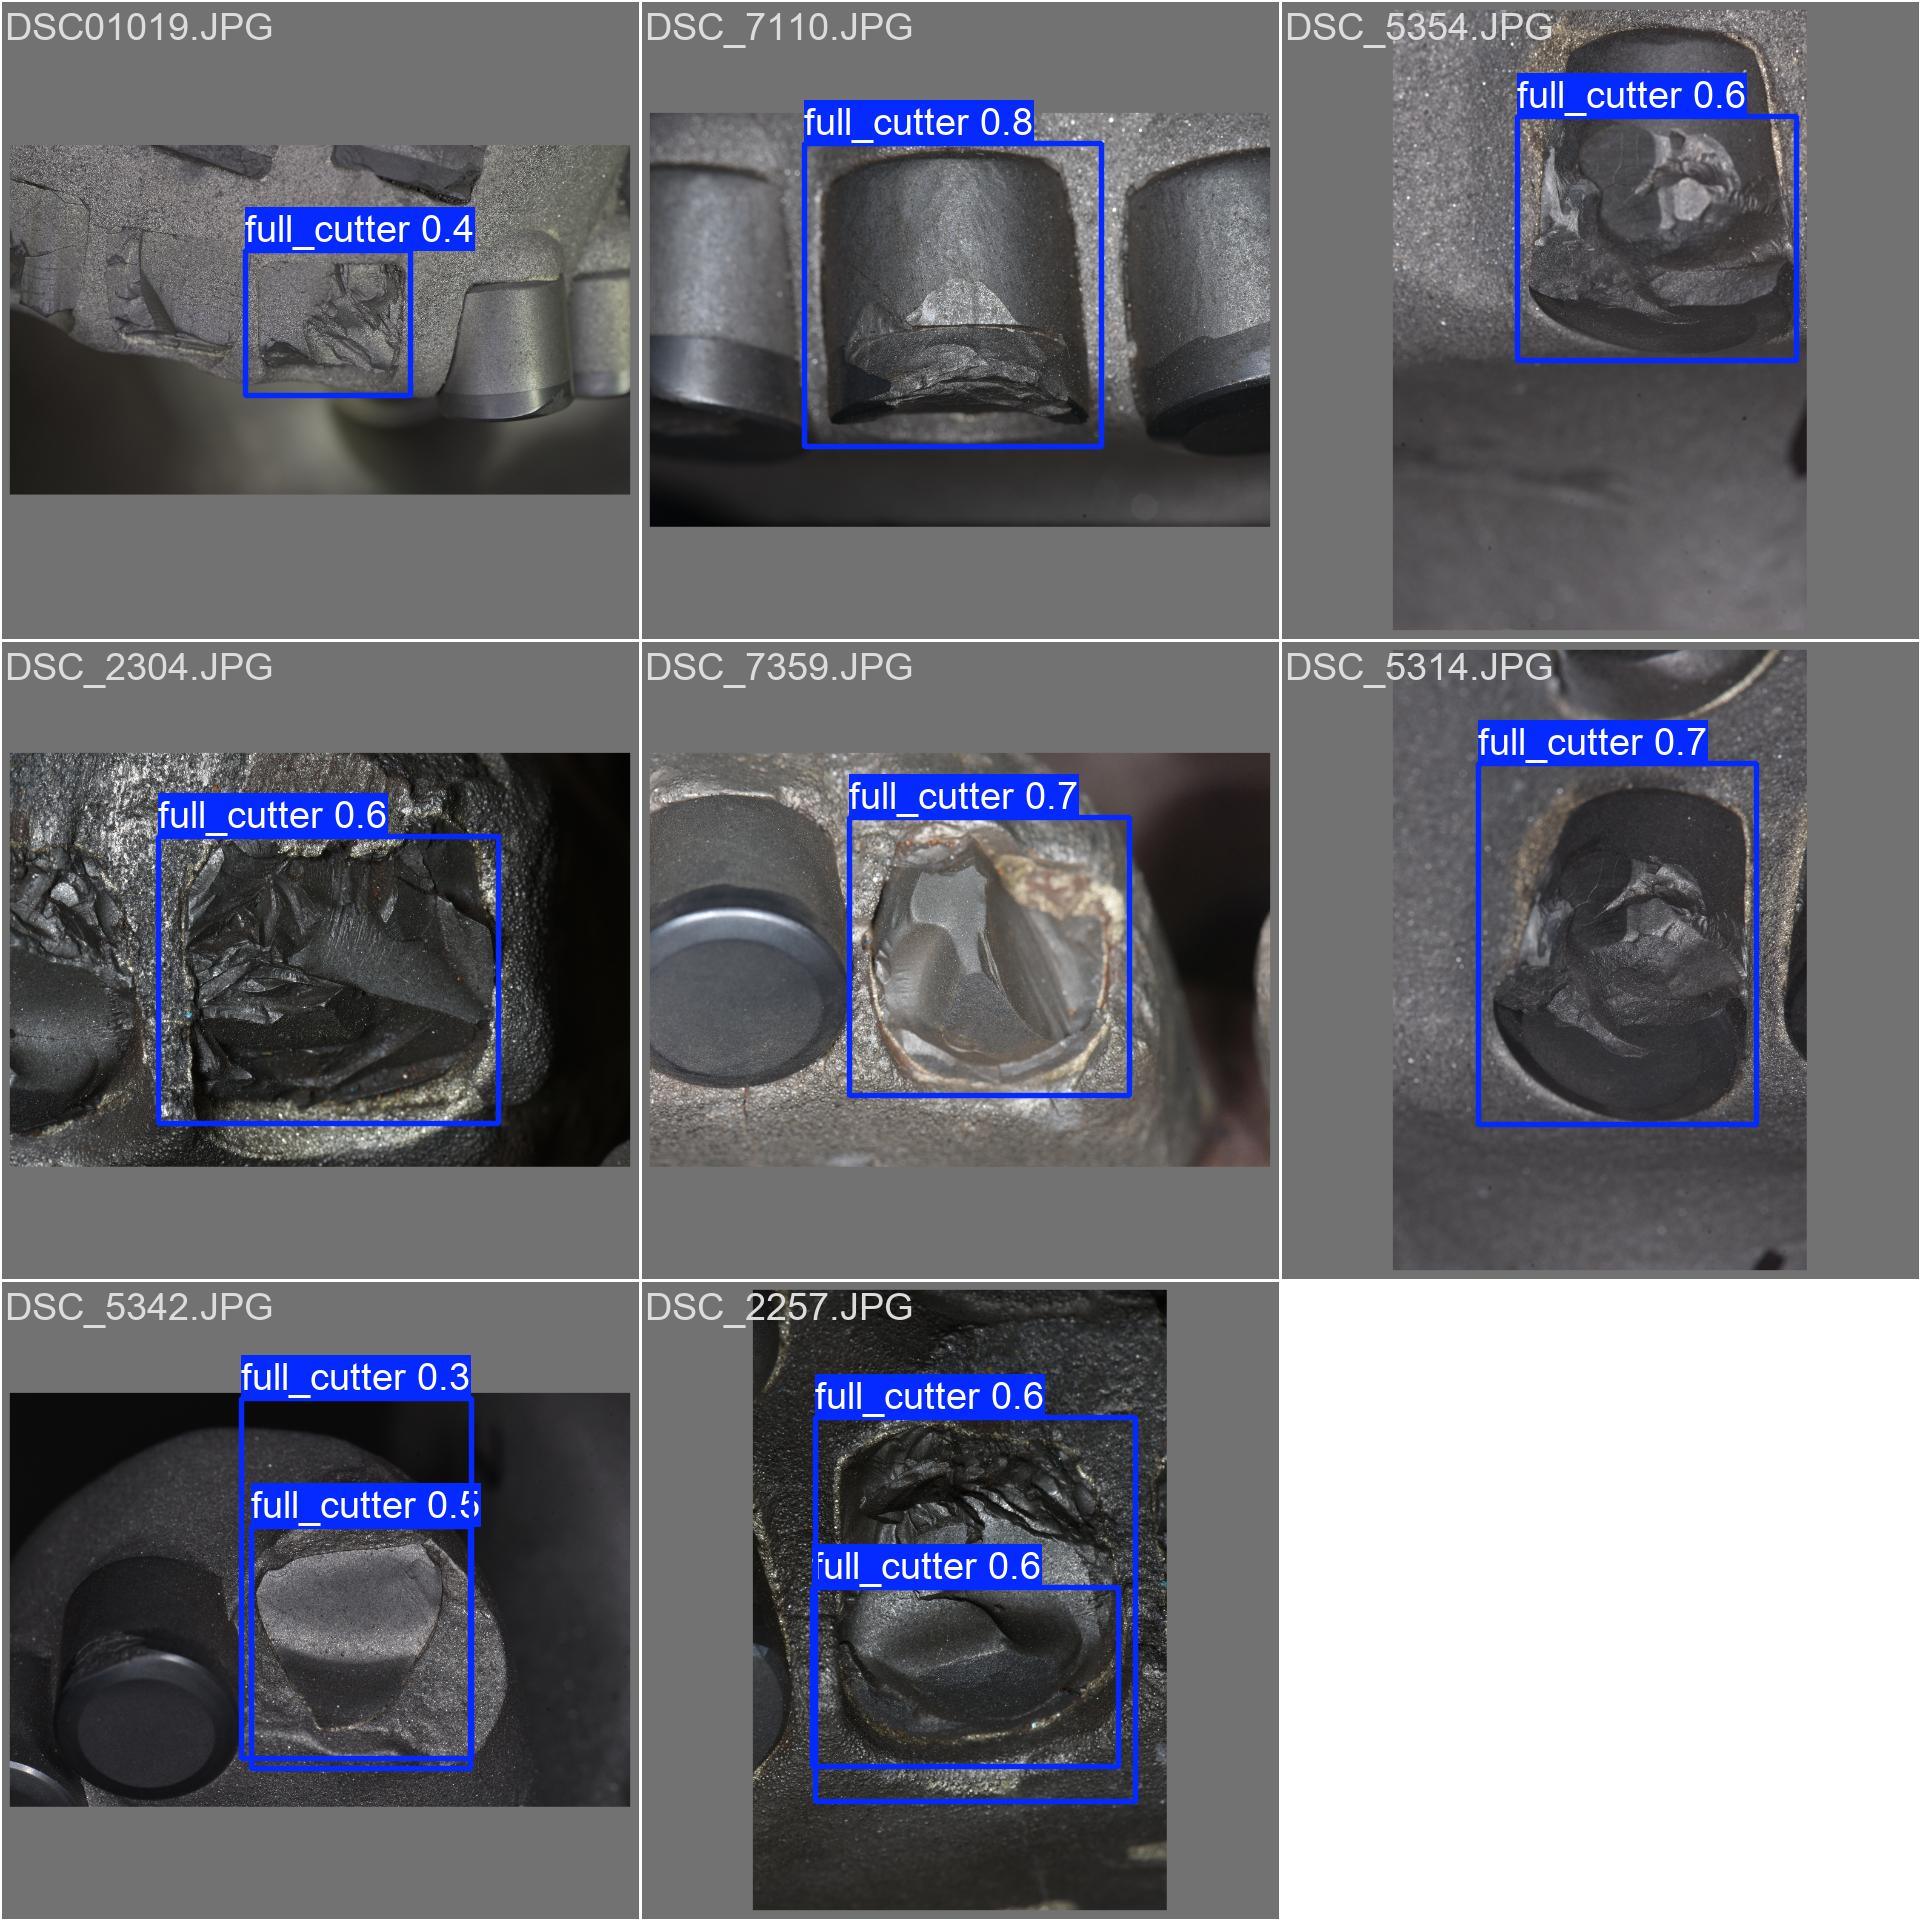 DSC01019.JPG
full_cutter 0.4
DSC_7110.JPG
full_cutter 0.8
DSC_5354.JPG
full_cutter 0.6
DSC_2304.JPG
full_cutter 0.6
DSC_7359.JPG
full_cutter 0.7
DSC_5314.JPG
full_cutter 0.7
DSC_5342.JPG
full_cutter 0.3
full_cutter 0.5
DSC_2257.JPG
full_cutter 0.6
full_cutter 0.6